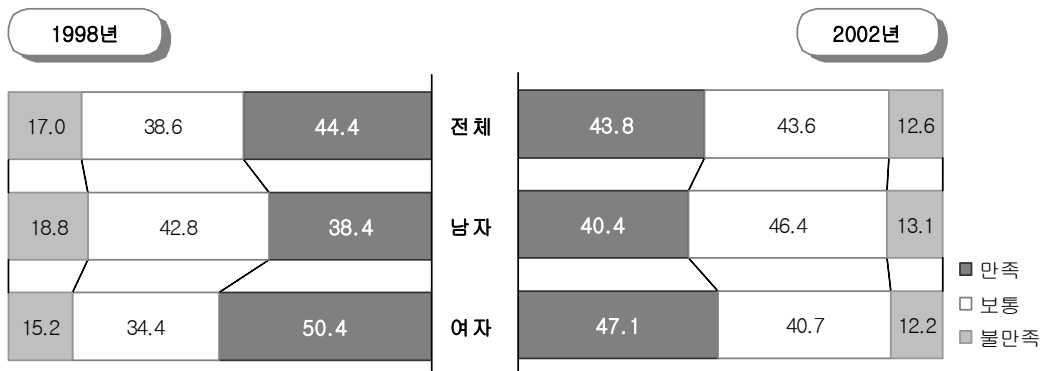 1998년 2002년
17.0 38.6 44.4 전체 43.8 43.6 12.6
18.8 42.8 38.4 남자 40.4 46.4 13.1
15.2 34.4 50.4 여자 47.1 40.7 12.2
만족
보통
불만족